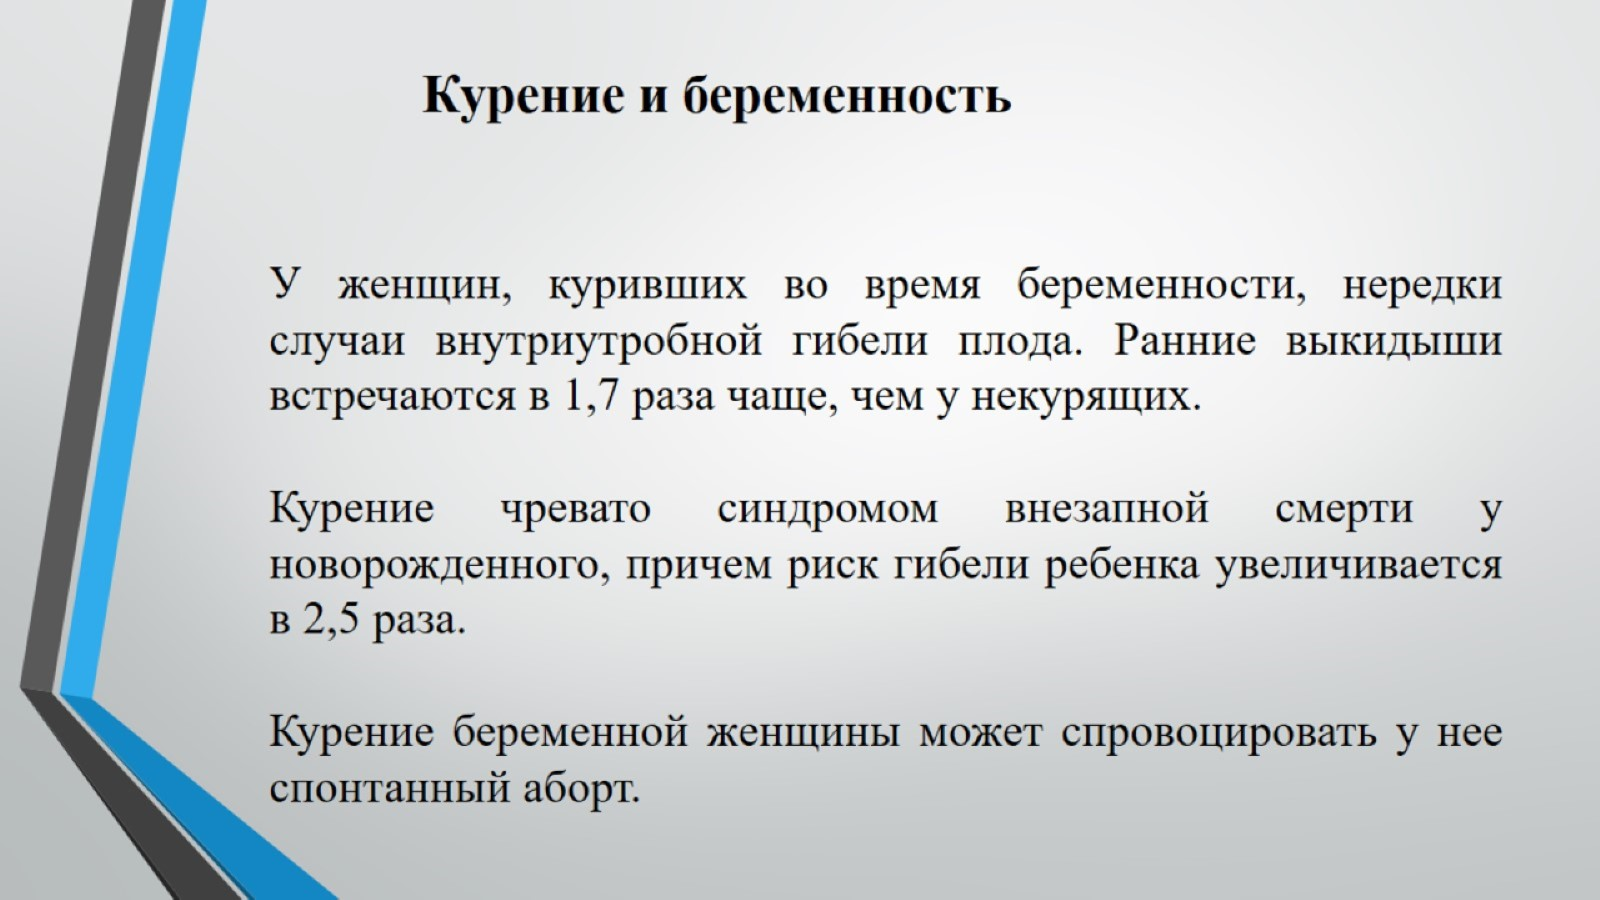 Курение и беременность
У женщин, куривших во время беременности, нередки
случаи внутриутробной гибели плода. Ранние выкидыши
встречаются в 1,7 раза чаще, чем у некурящих.
Курение чревато синдромом внезапной смерти у
новорожденного, причем риск гибели ребенка увеличивается
в 2,5 раза.
Курение беременной женщины может спровоцировать у нее
спонтанный аборт.